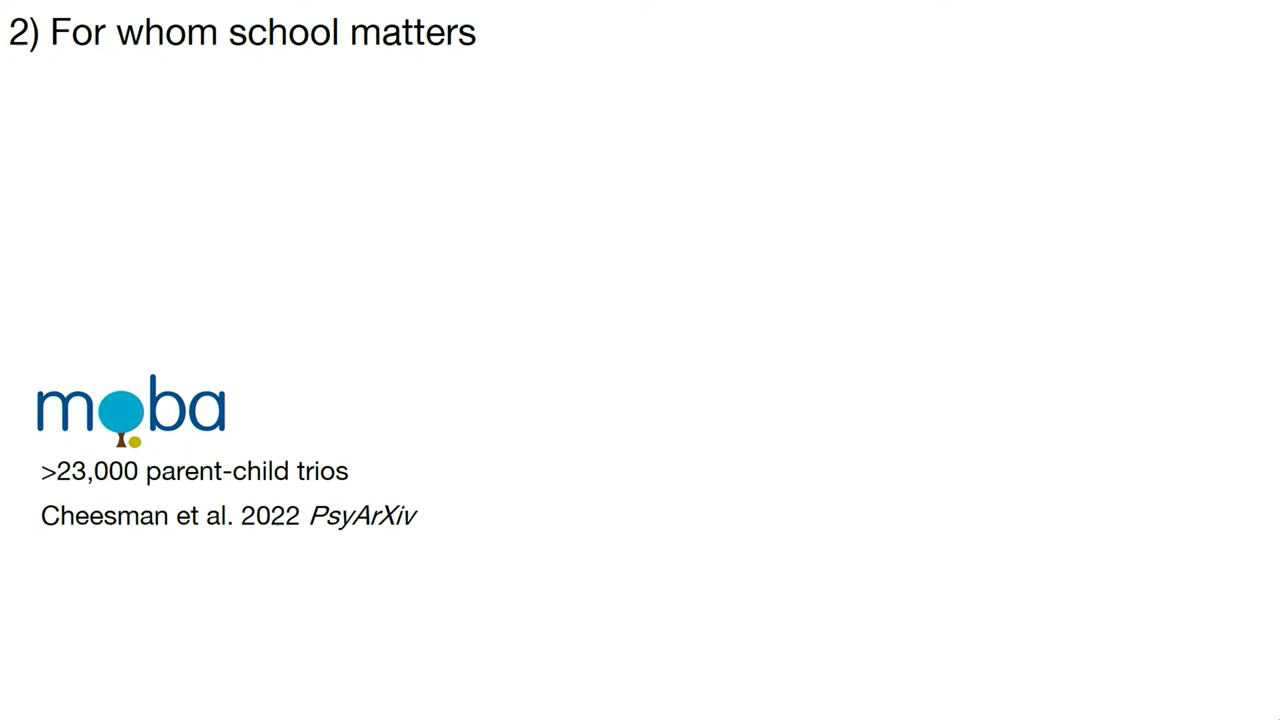 2) For whom school matters
moba
>23,000 parent-child trios
Cheesman et al. 2022 PsyArXiv